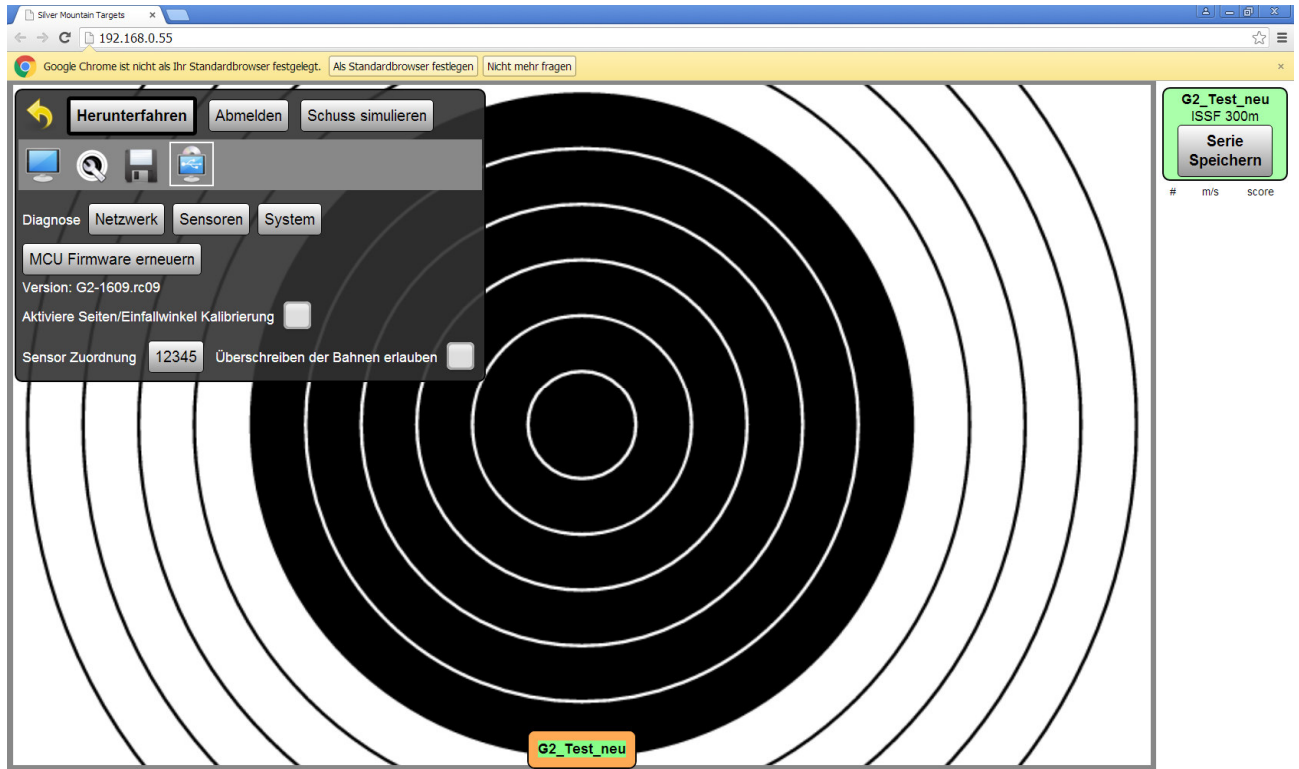 Silver Mountain Targets
192.168.0.55
Google Chrome ist nicht als Ihr Standardbrowser festgelegt. Als Standardbrowser festlegen Nicht mehr fragen
Herunterfahren Abmelden Schuss simulieren
Diagnose Netzwerk Sensoren System
MCU Firmware erneuern
Version: G2-1609.rc09
Aktiviere Seiten/Einfallwinkel Kalibrierung
Sensor Zuordnung 12345 Überschreiben der Bahnen erlauben
G2_Test_neu
ISSF 300m
Serie
Speichern
# m/s score
G2_Test_neu